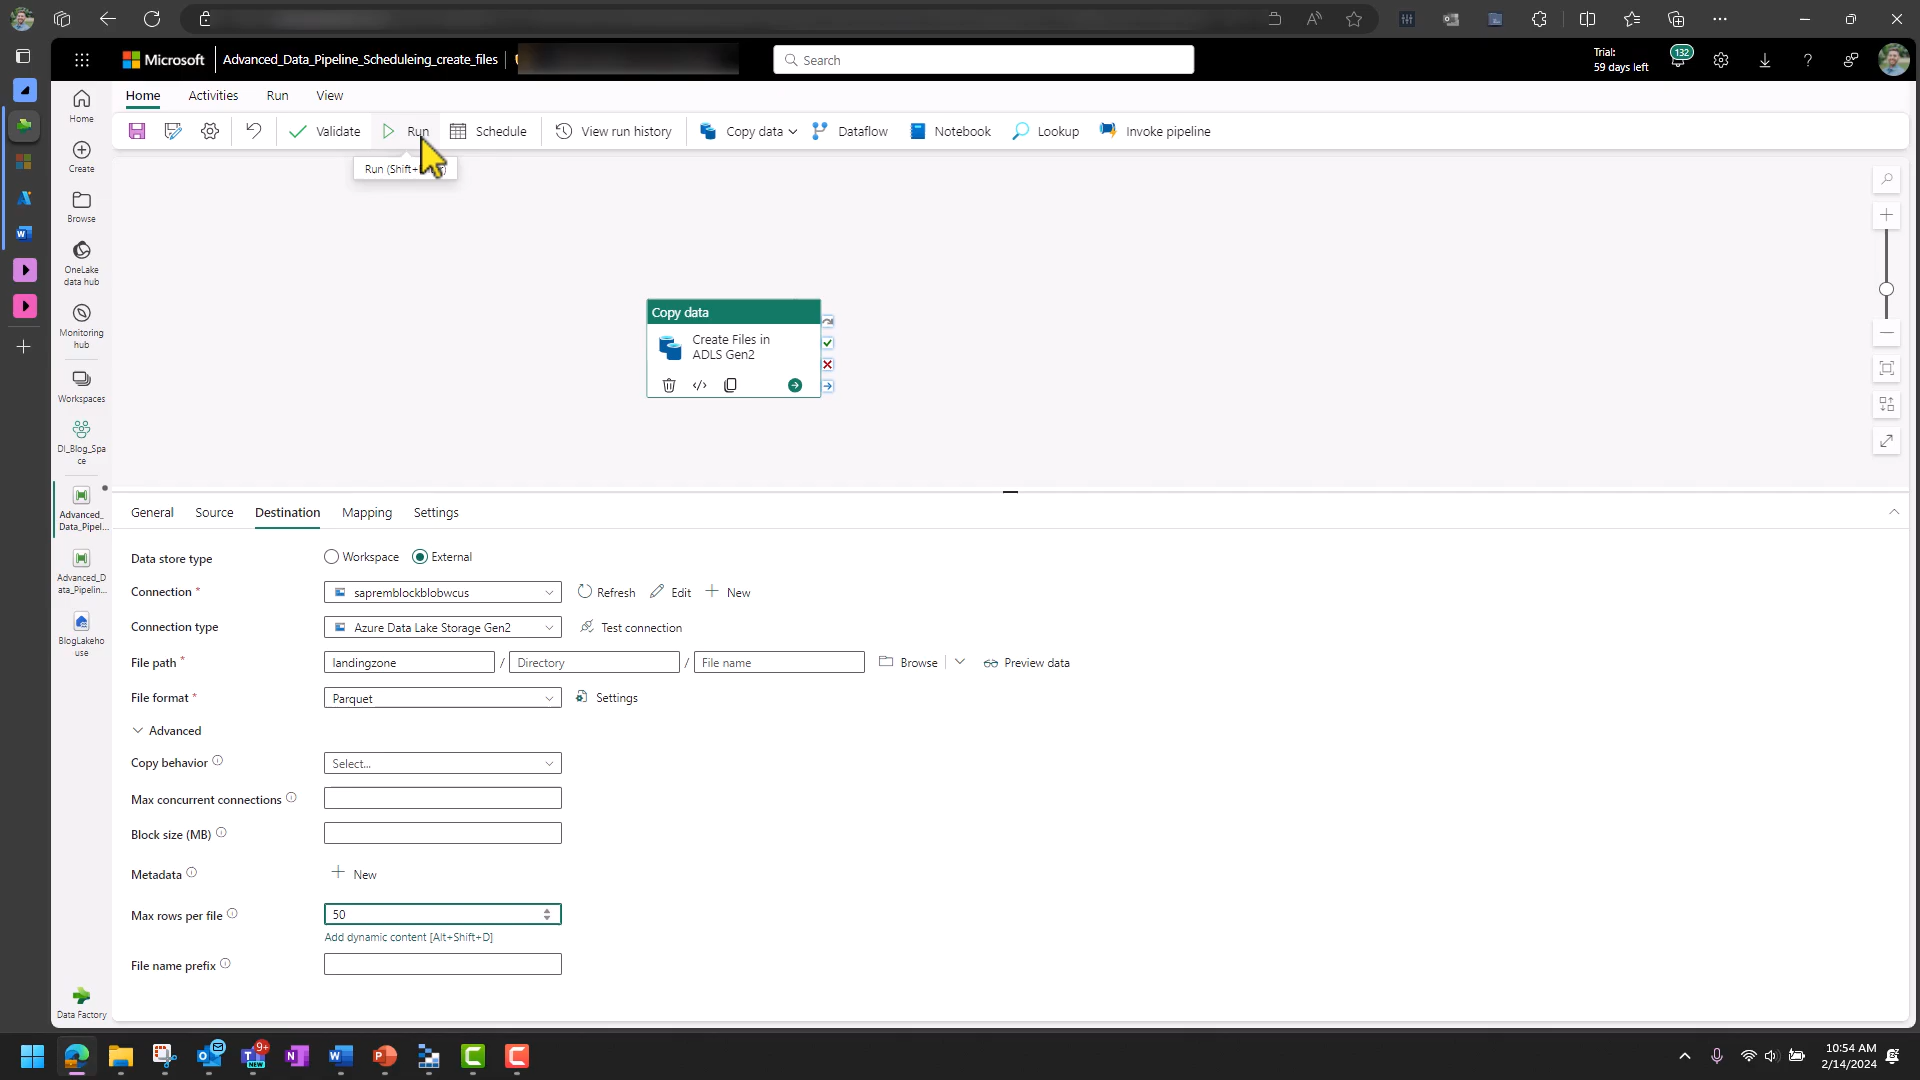 Microsoft
Advanced_Data_Pipeline_Scheduleing_create_files
Search
Trial:
59 days left
132
Home
Activities
Run
View
Validate
Run
Schedule
View run history
Copy data
Dataflow
Notebook
Lookup
Invoke pipeline
Run (Shift+
Home
Create
Browse
OneLake
data hub
Monitoring
hub
Workspaces
DI_Blog_Spa
ce
Advanced_
Data_Pipel...
Advanced_D
ata_Pipelin...
BlogLakeho
use
Data Factory
Copy data
Create Files in
ADLS Gen2
General
Source
Destination
Mapping
Settings
Data store type
Workspace
External
Connection *
sapremblockblobwcus
Refresh
Edit
New
Connection type
Azure Data Lake Storage Gen2
Test connection
File path *
landingzone / Directory / File name
Browse
Preview data
File format *
Parquet
Settings
Advanced
Copy behavior
Select...
Max concurrent connections
Block size (MB)
Metadata
New
Max rows per file
50
Add dynamic content [Alt+Shift+D]
File name prefix
9+
NEW
10:54 AM
2/14/2024